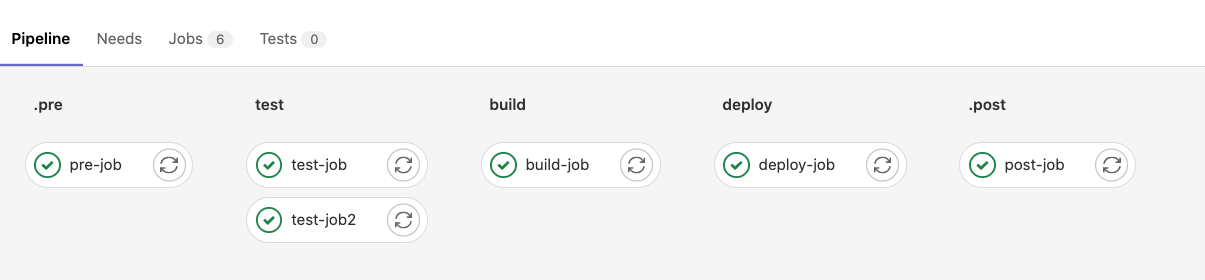 Pipeline Needs Jobs 6 Tests 0
.pre test build deploy .post
pre-job test-job build-job deploy-job post-job
test-job2